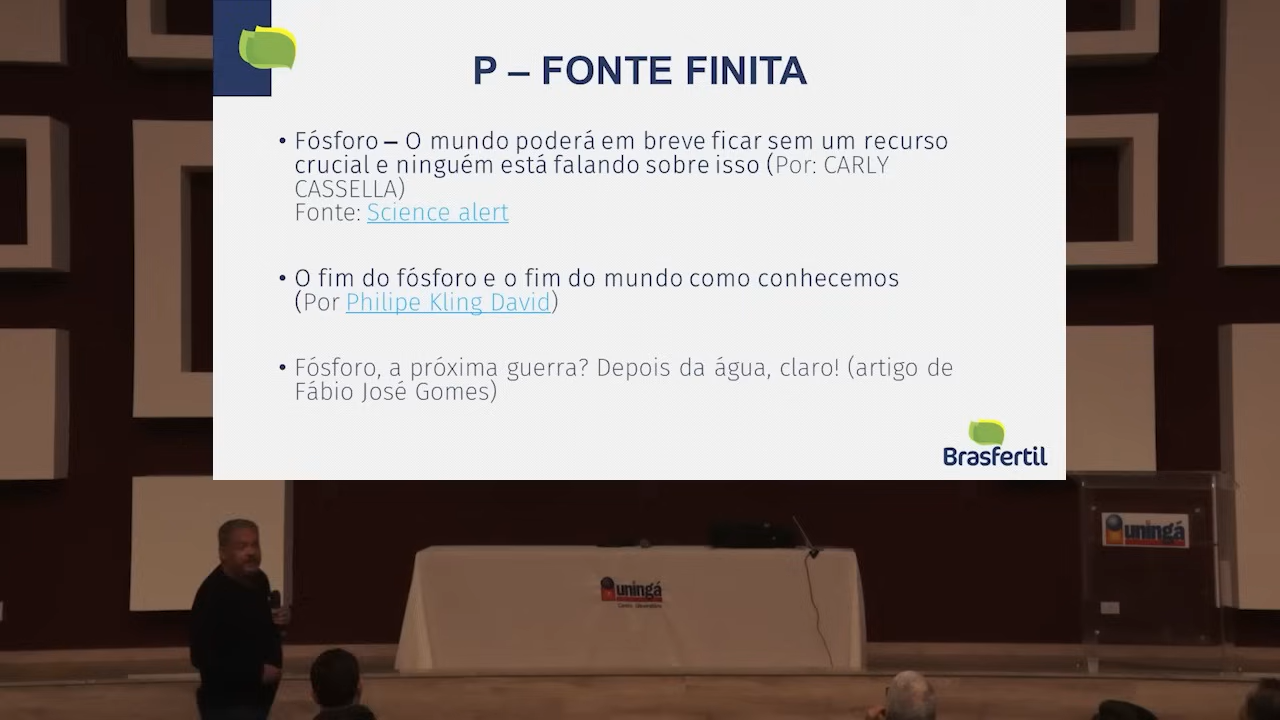 P – FONTE FINITA
• Fósforo – O mundo poderá em breve ficar sem um recurso
crucial e ninguém está falando sobre isso (Por: CARLY
CASSELLA)
Fonte: Science alert
• O fim do fósforo e o fim do mundo como conhecemos
(Por Philipe Kling David)
• Fósforo, a próxima guerra? Depois da água, claro! (artigo de
Fábio José Gomes)
Brasfertil
uningá
uningá